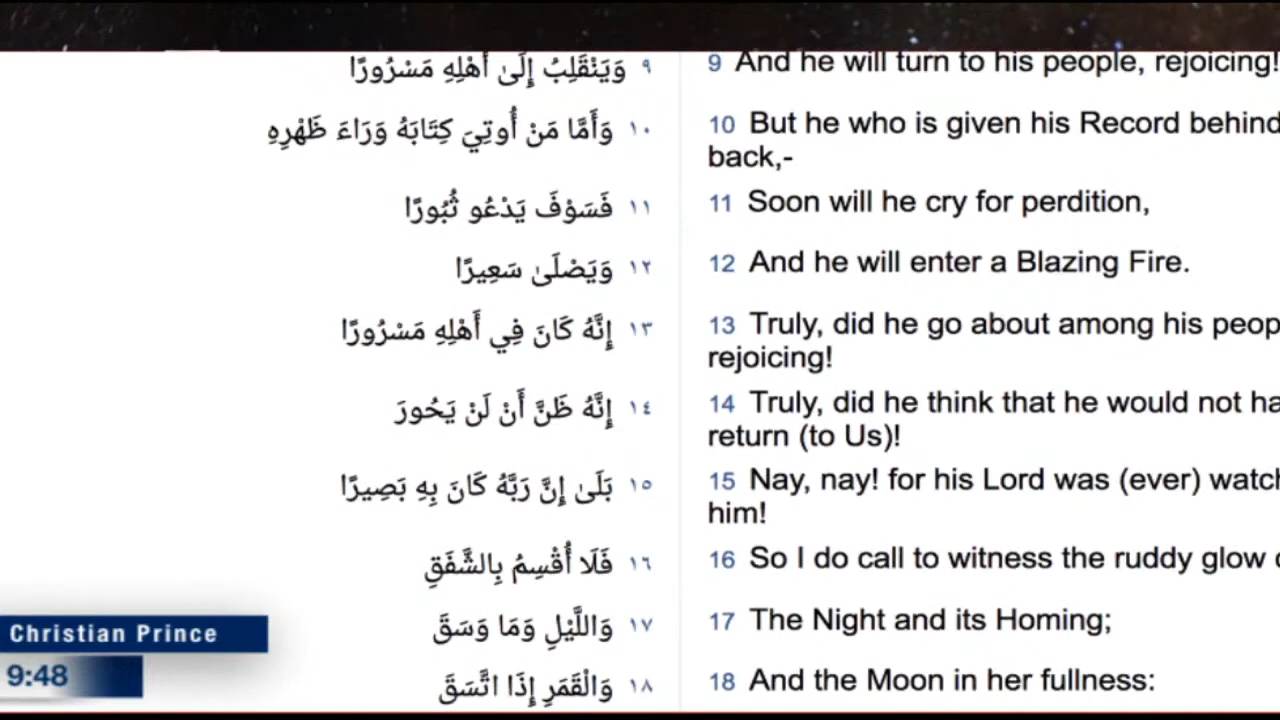 ٩ وَيَنْقَلِبُ إِلَىٰ أَهْلِهِ مَسْرُورًا
9 And he will turn to his people, rejoicing!
١٠ وَأَمَّا مَنْ أُوتِيَ كِتَابَهُ وَرَاءَ ظَهْرِهِ
10 But he who is given his Record behind
back,-
١١ فَسَوْفَ يَدْعُو ثُبُورًا
11 Soon will he cry for perdition,
١٢ وَيَصْلَىٰ سَعِيرًا
12 And he will enter a Blazing Fire.
١٣ إِنَّهُ كَانَ فِي أَهْلِهِ مَسْرُورًا
13 Truly, did he go about among his peop
rejoicing!
١٤ إِنَّهُ ظَنَّ أَنْ لَنْ يَحُورَ
14 Truly, did he think that he would not ha
return (to Us)!
١٥ بَلَىٰ إِنَّ رَبَّهُ كَانَ بِهِ بَصِيرًا
15 Nay, nay! for his Lord was (ever) watch
him!
١٦ فَلَا أُقْسِمُ بِالشَّفَقِ
16 So I do call to witness the ruddy glow
١٧ وَاللَّيْلِ وَمَا وَسَقَ
17 The Night and its Homing;
١٨ وَالْقَمَرِ إِذَا اتَّسَقَ
18 And the Moon in her fullness:
Christian Prince
9:48